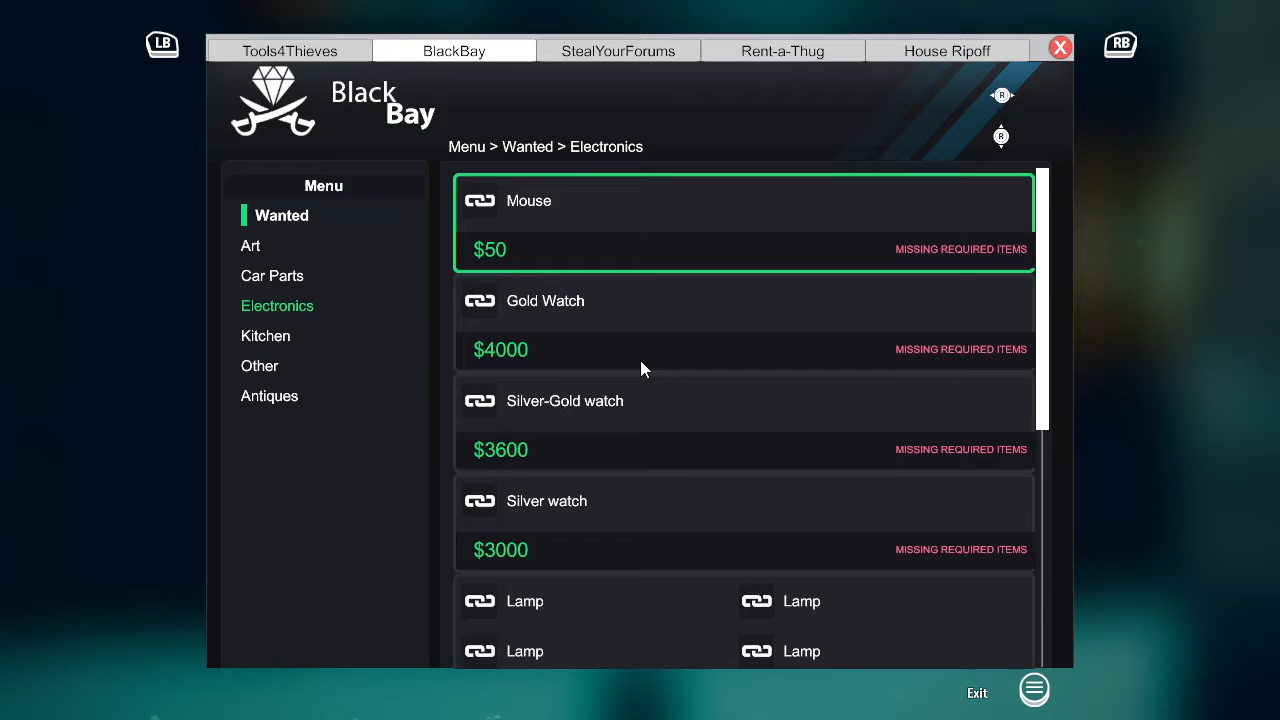 LB
Tools4Thieves
BlackBay
StealYourForums
Rent-a-Thug
House Ripoff
X
RB
Black
Bay
R
R
Menu > Wanted > Electronics
Menu
Wanted
Art
Car Parts
Electronics
Kitchen
Other
Antiques
Mouse
$50 MISSING REQUIRED ITEMS
Gold Watch
$4000 MISSING REQUIRED ITEMS
Silver-Gold watch
$3600 MISSING REQUIRED ITEMS
Silver watch
$3000 MISSING REQUIRED ITEMS
Lamp Lamp
Lamp Lamp
Exit